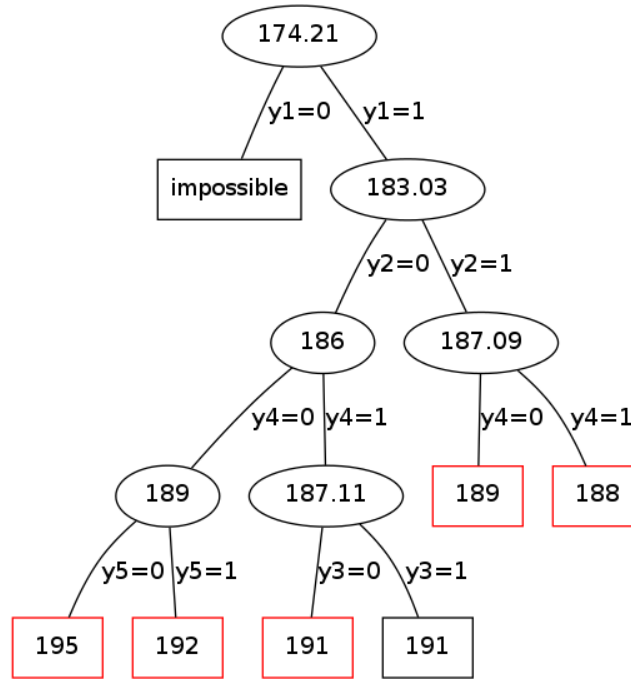 174.21
y1=0
y1=1
impossible
183.03
y2=0
y2=1
186
187.09
y4=0
y4=1
y4=0
y4=1
189
187.11
189
188
y5=0
y5=1
y3=0
y3=1
195
192
191
191